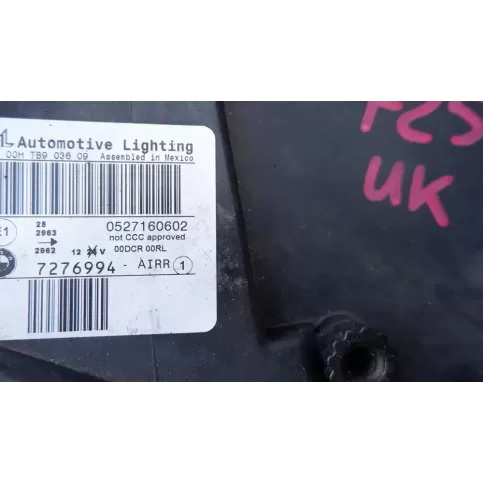 Automotive Lighting
00H TB9 036 09 Assembled in Mexico
E1
25
2963
2962
12 V
0527160602
not CCC approved
00DCR 00RL
7276994 - AIRR 1
F25
UK